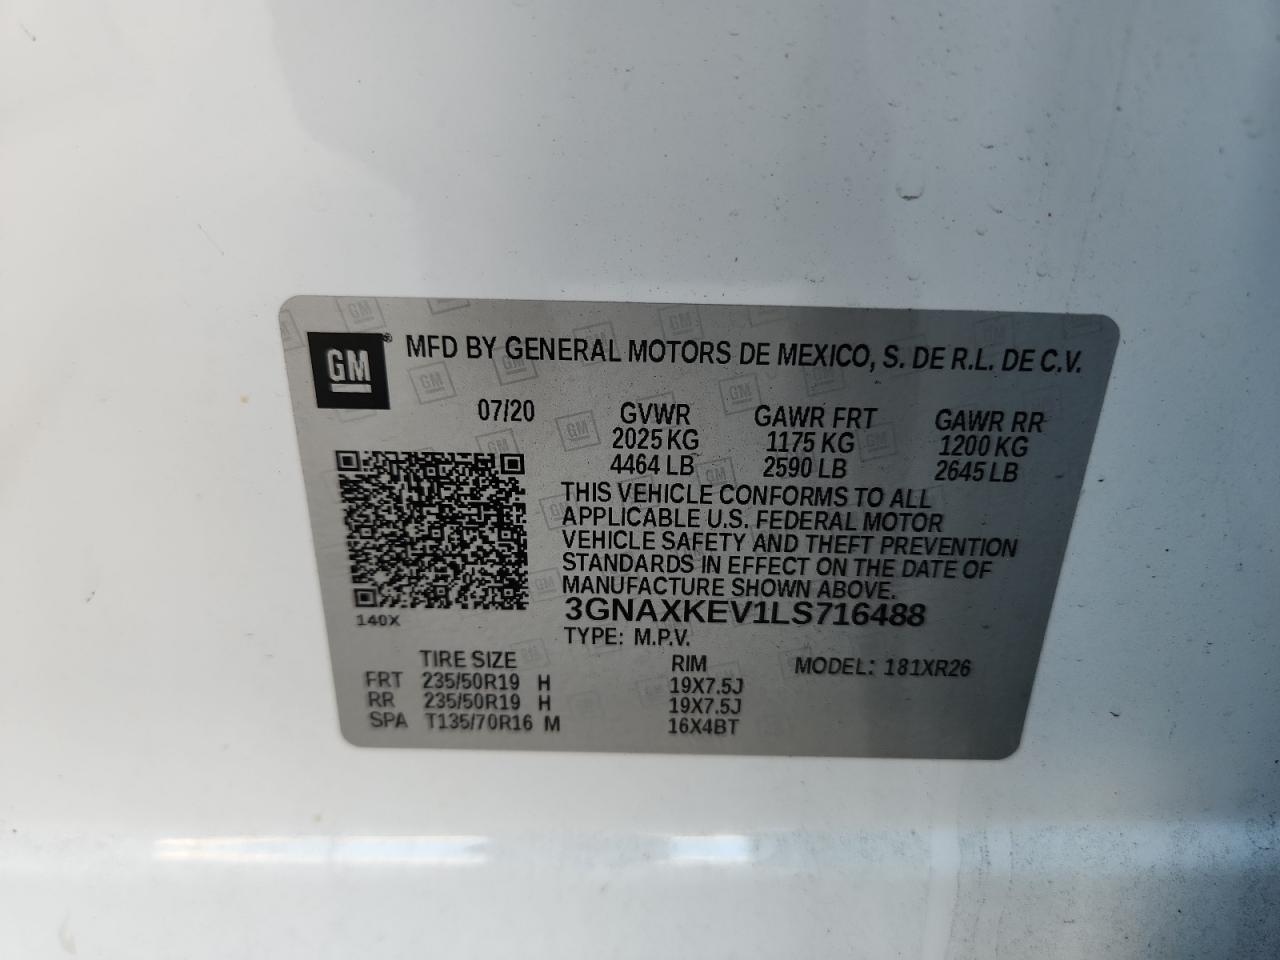 GM ® MFD BY GENERAL MOTORS DE MEXICO, S. DE R.L. DE C.V.
07/20 GVWR GAWR FRT GAWR RR
2025 KG 1175 KG 1200 KG
4464 LB 2590 LB 2645 LB
THIS VEHICLE CONFORMS TO ALL
APPLICABLE U.S. FEDERAL MOTOR
VEHICLE SAFETY AND THEFT PREVENTION
STANDARDS IN EFFECT ON THE DATE OF
MANUFACTURE SHOWN ABOVE.
3GNAXKEV1LS716488
140X
TYPE: M.P.V.
TIRE SIZE RIM MODEL: 181XR26
FRT 235/50R19 H 19X7.5J
RR 235/50R19 H 19X7.5J
SPA T135/70R16 M 16X4BT